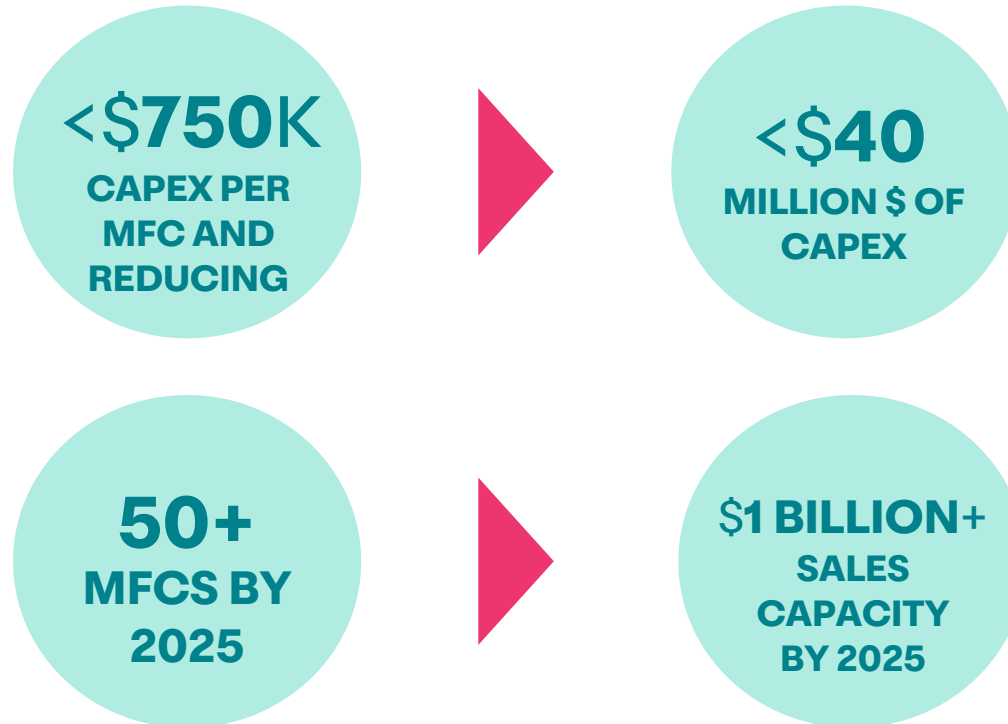 <$750K
CAPEX PER
MFC AND
REDUCING
<$40
MILLION $ OF
CAPEX
50+
MFCS BY
2025
$1 BILLION+
SALES
CAPACITY
BY 2025